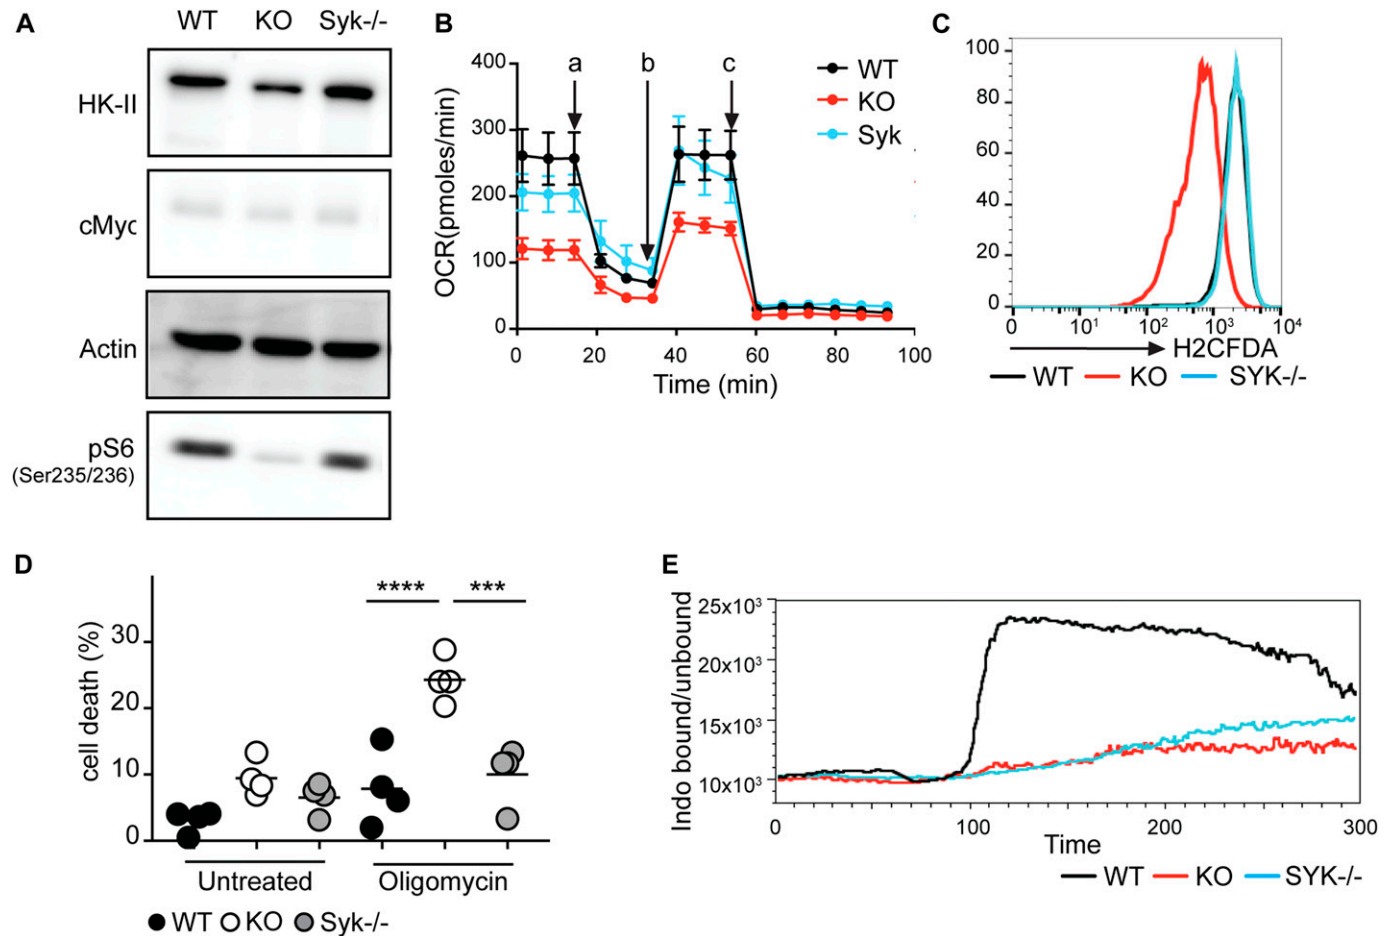 A
WT KO Syk-/-
HK-II
cMyc
Actin
pS6
(Ser235/236)
B
400
300
200
100
0
OCR(pmoles/min)
a b c
WT
KO
Syk
0 20 40 60 80 100
Time (min)
C
100
80
60
40
20
0
0 10¹ 10² 10³ 10⁴
H2CFDA
WT KO SYK-/-
D
cell death (%)
30
20
10
0
**** ***
Untreated Oligomycin
WT KO Syk-/-
E
Indo bound/unbound
25x10³
20x10³
15x10³
10x10³
0 100 200 300
Time
WT KO SYK-/-